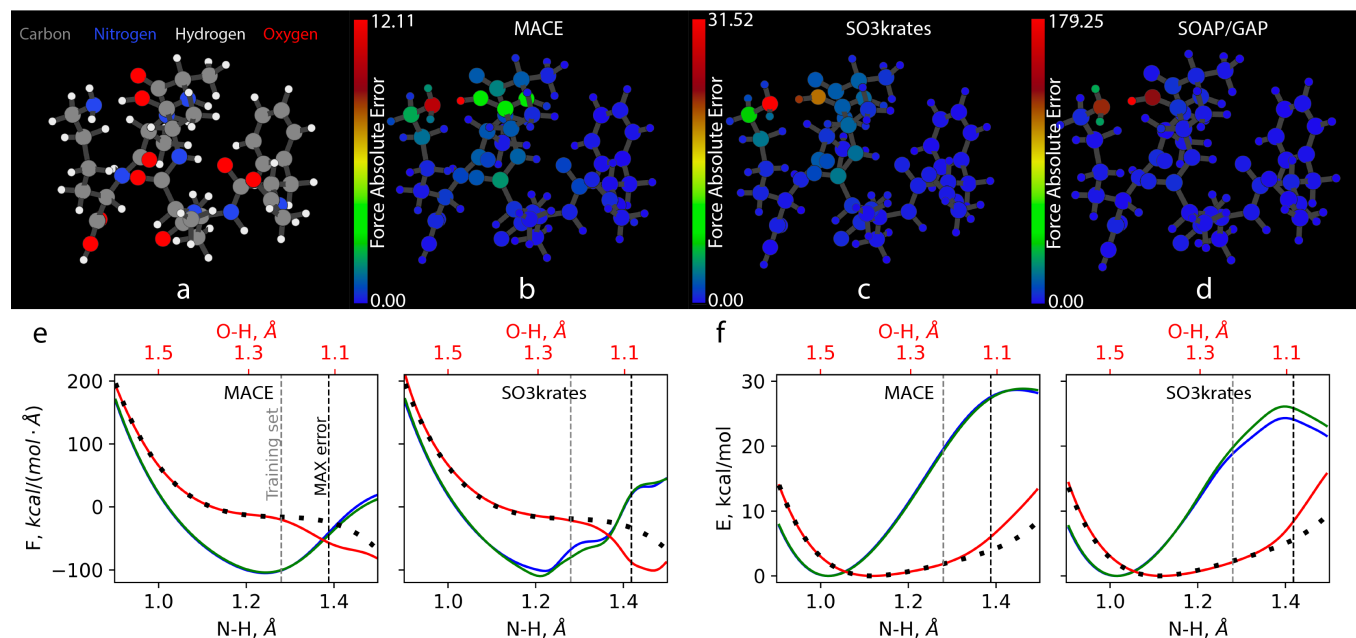 Carbon Nitrogen Hydrogen Oxygen
a
12.11
Force Absolute Error
0.00
MACE
b
31.52
Force Absolute Error
0.00
SO3krates
c
179.25
Force Absolute Error
0.00
SOAP/GAP
d
e
O-H, Å
1.5 1.3 1.1
1.5 1.3 1.1
MACE
Training set
MAX error
SO3krates
F, kcal/(mol · Å)
200
100
0
−100
1.0 1.2 1.4
1.0 1.2 1.4
N-H, Å
N-H, Å
O-H, Å
f
O-H, Å
1.5 1.3 1.1
1.5 1.3 1.1
MACE
SO3krates
E, kcal/mol
30
20
10
0
1.0 1.2 1.4
1.0 1.2 1.4
N-H, Å
N-H, Å
O-H, Å